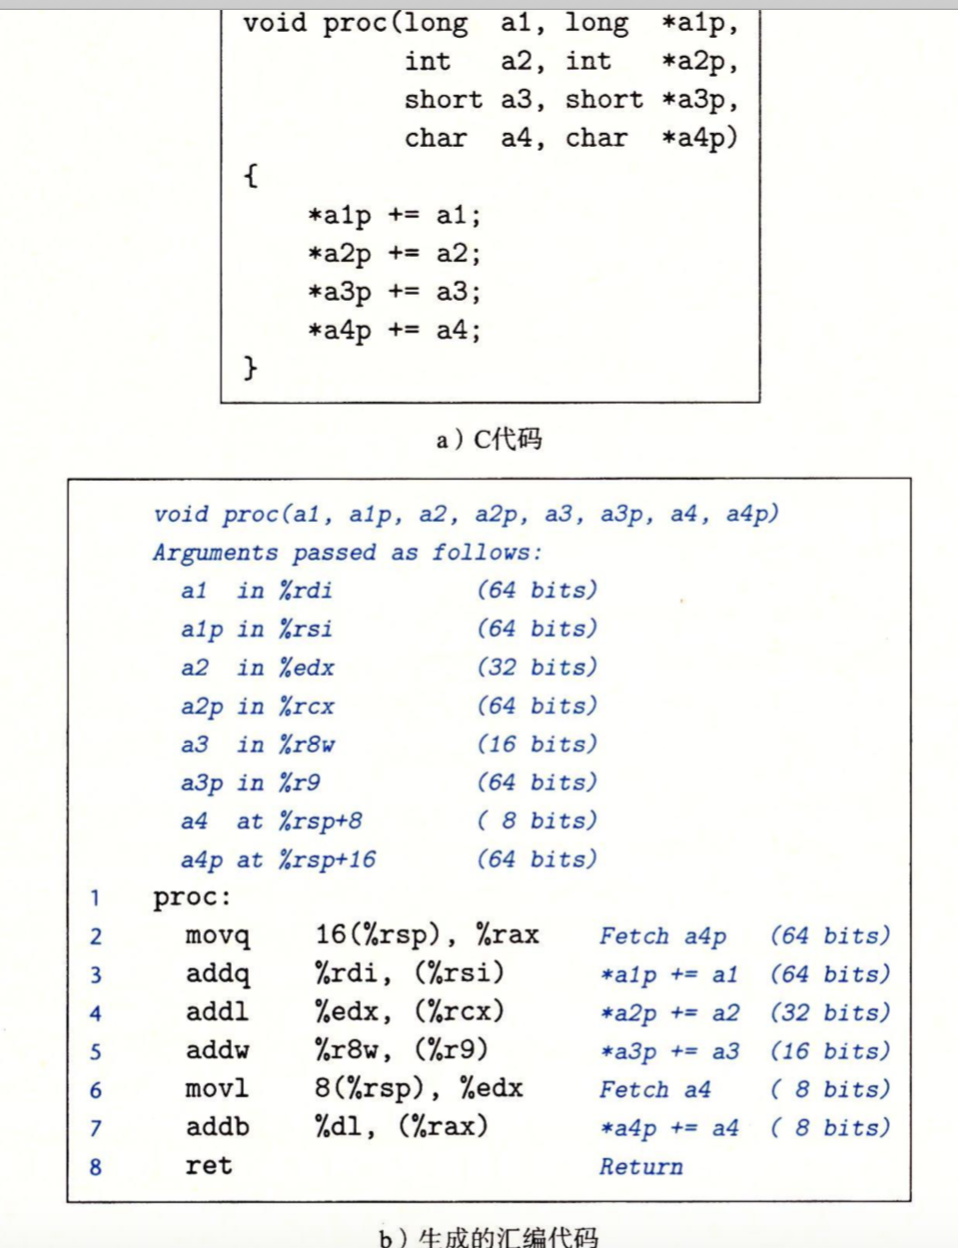 void proc(long  a1, long  *a1p,
          int   a2, int   *a2p,
          short a3, short *a3p,
          char  a4, char  *a4p)
{
    *a1p += a1;
    *a2p += a2;
    *a3p += a3;
    *a4p += a4;
}
a）C代码
void proc(a1, a1p, a2, a2p, a3, a3p, a4, a4p)
Arguments passed as follows:
a1  in %rdi (64 bits)
a1p in %rsi (64 bits)
a2  in %edx (32 bits)
a2p in %rcx (64 bits)
a3  in %r8w (16 bits)
a3p in %r9 (64 bits)
a4  at %rsp+8 ( 8 bits)
a4p at %rsp+16 (64 bits)
1 proc:
2 movq 16(%rsp), %rax Fetch a4p (64 bits)
3 addq %rdi, (%rsi) *a1p += a1 (64 bits)
4 addl %edx, (%rcx) *a2p += a2 (32 bits)
5 addw %r8w, (%r9) *a3p += a3 (16 bits)
6 movl 8(%rsp), %edx Fetch a4 ( 8 bits)
7 addb %dl, (%rax) *a4p += a4 ( 8 bits)
8 ret Return
b）生成的汇编代码